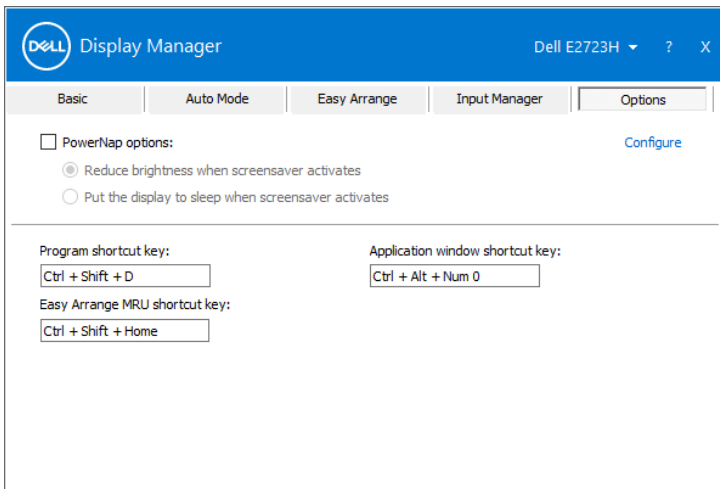 DELL Display Manager Dell E2723H ? X
Basic Auto Mode Easy Arrange Input Manager Options
PowerNap options: Configure
Reduce brightness when screensaver activates
Put the display to sleep when screensaver activates
Program shortcut key: Application window shortcut key:
Ctrl + Shift + D Ctrl + Alt + Num 0
Easy Arrange MRU shortcut key:
Ctrl + Shift + Home